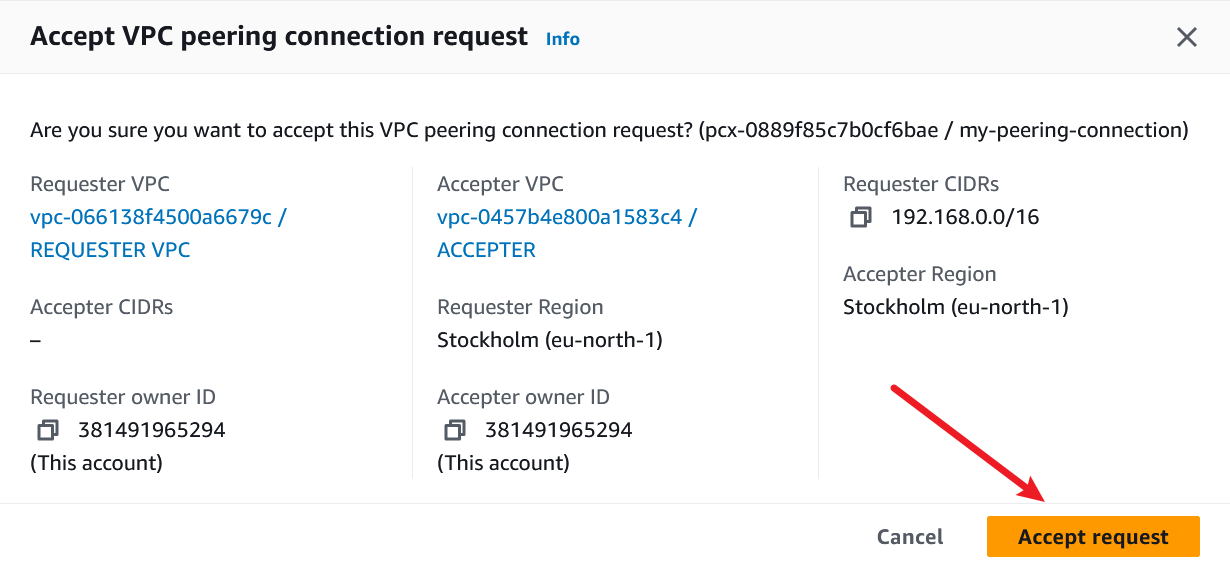 Accept VPC peering connection request Info
Are you sure you want to accept this VPC peering connection request? (pcx-0889f85c7b0cf6bae / my-peering-connection)
Requester VPC
vpc-066138f4500a6679c /
REQUESTER VPC
Accepter VPC
vpc-0457b4e800a1583c4 /
ACCEPTER
Requester CIDRs
192.168.0.0/16
Accepter CIDRs
–
Requester Region
Stockholm (eu-north-1)
Accepter Region
Stockholm (eu-north-1)
Requester owner ID
381491965294
(This account)
Accepter owner ID
381491965294
(This account)
Cancel
Accept request